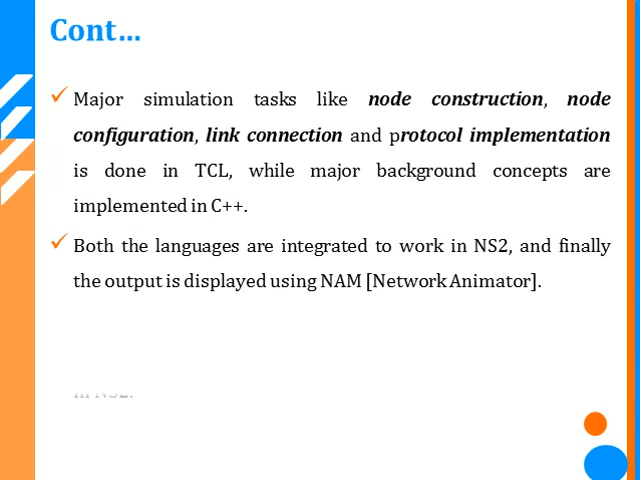 Cont…
Major simulation tasks like node construction, node
configuration, link connection and protocol implementation
is done in TCL, while major background concepts are
implemented in C++.
Both the languages are integrated to work in NS2, and finally
the output is displayed using NAM [Network Animator].
in NS2.